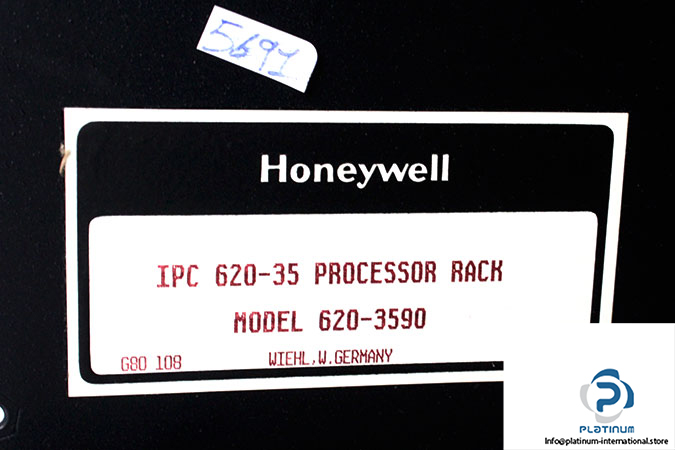 5691
Honeywell
IPC 620-35 PROCESSOR RACK
MODEL 620-3590
G80 108 WIEHL, W.GERMANY
PLATINUM
Info@platinum-international.store